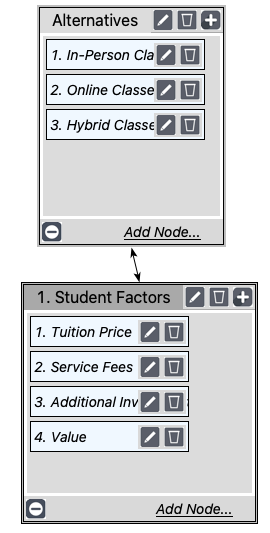 Alternatives
1. In-Person Cla
2. Online Classe
3. Hybrid Classe
Add Node...
1. Student Factors
1. Tuition Price
2. Service Fees
3. Additional Inv
4. Value
Add Node...